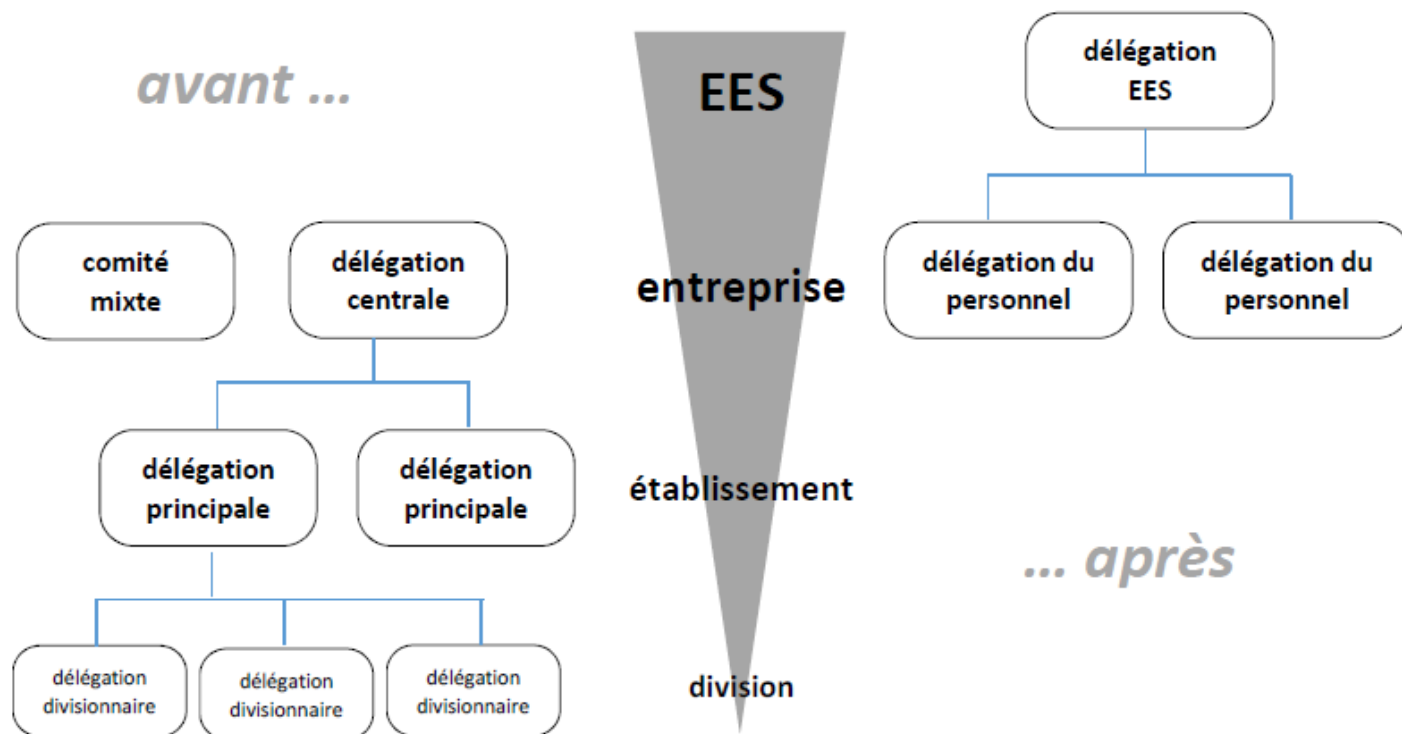 avant ...
EES
délégation
EES
comité
mixte
délégation
centrale
entreprise
délégation du
personnel
délégation du
personnel
délégation
principale
délégation
principale
établissement
... après
délégation
divisionnaire
délégation
divisionnaire
délégation
divisionnaire
division